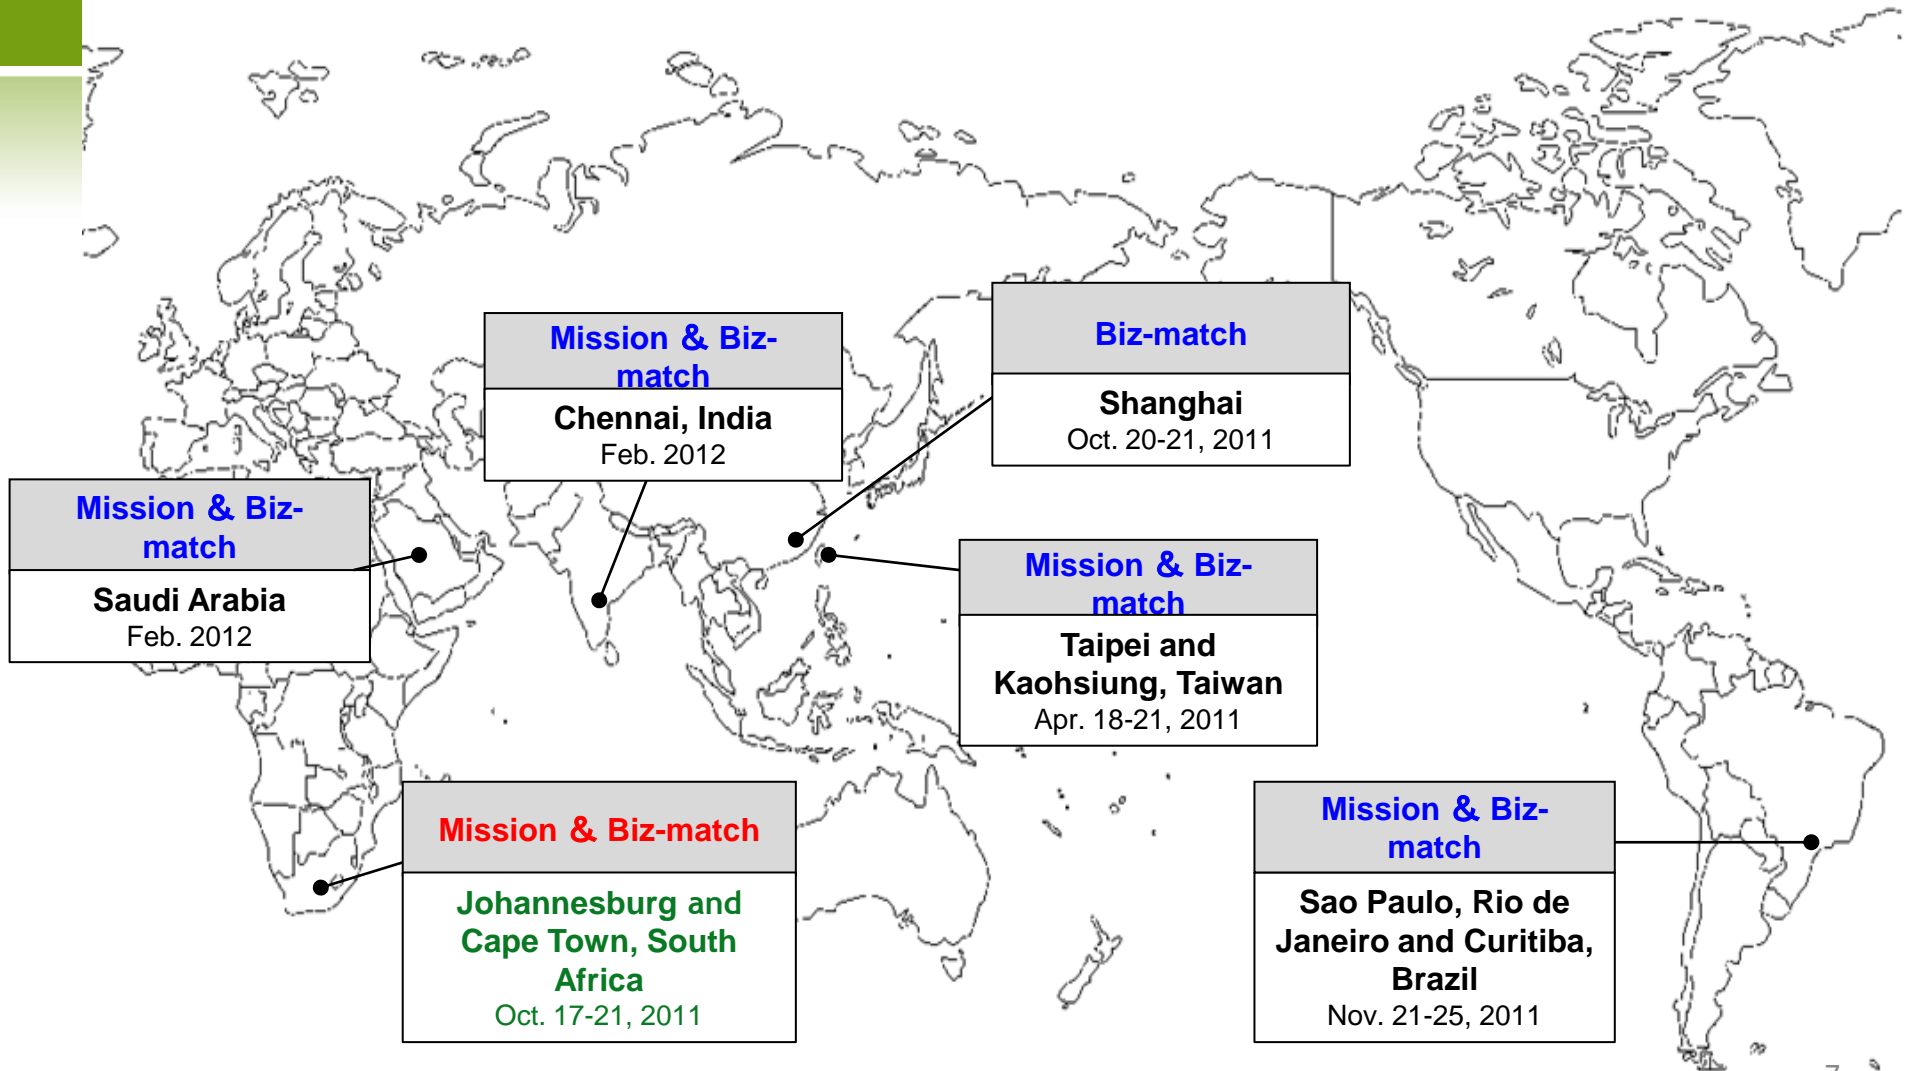 Mission & Biz-
match
Chennai, India
Feb. 2012
Biz-match
Shanghai
Oct. 20-21, 2011
Mission & Biz-
match
Saudi Arabia
Feb. 2012
Mission & Biz-
match
Taipei and
Kaohsiung, Taiwan
Apr. 18-21, 2011
Mission & Biz-match
Johannesburg and
Cape Town, South
Africa
Oct. 17-21, 2011
Mission & Biz-
match
Sao Paulo, Rio de
Janeiro and Curitiba,
Brazil
Nov. 21-25, 2011